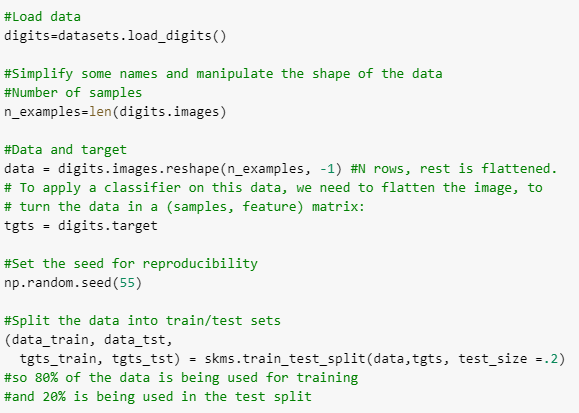 #Load data
digits=datasets.load_digits()
#Simplify some names and manipulate the shape of the data
#Number of samples
n_examples=len(digits.images)
#Data and target
data = digits.images.reshape(n_examples, -1) #N rows, rest is flattened.
# To apply a classifier on this data, we need to flatten the image, to
# turn the data in a (samples, feature) matrix:
tgts = digits.target
#Set the seed for reproducibility
np.random.seed(55)
#Split the data into train/test sets
(data_train, data_tst,
  tgts_train, tgts_tst) = skms.train_test_split(data,tgts, test_size =.2)
#so 80% of the data is being used for training
#and 20% is being used in the test split